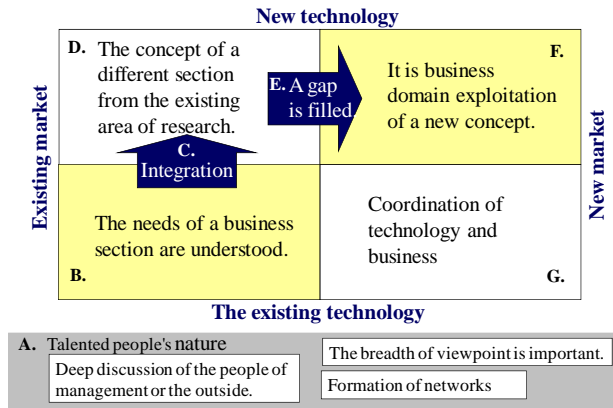 New technology
D.
The concept of a
different section
from the existing
area of research.
E. A gap
is filled.
F.
It is business
domain exploitation
of a new concept.
Existing market
New market
C.
Integration
The needs of a business
section are understood.
B.
Coordination of
technology and
business
G.
The existing technology
A. Talented people's nature
Deep discussion of the people of
management or the outside.
The breadth of viewpoint is important.
Formation of networks